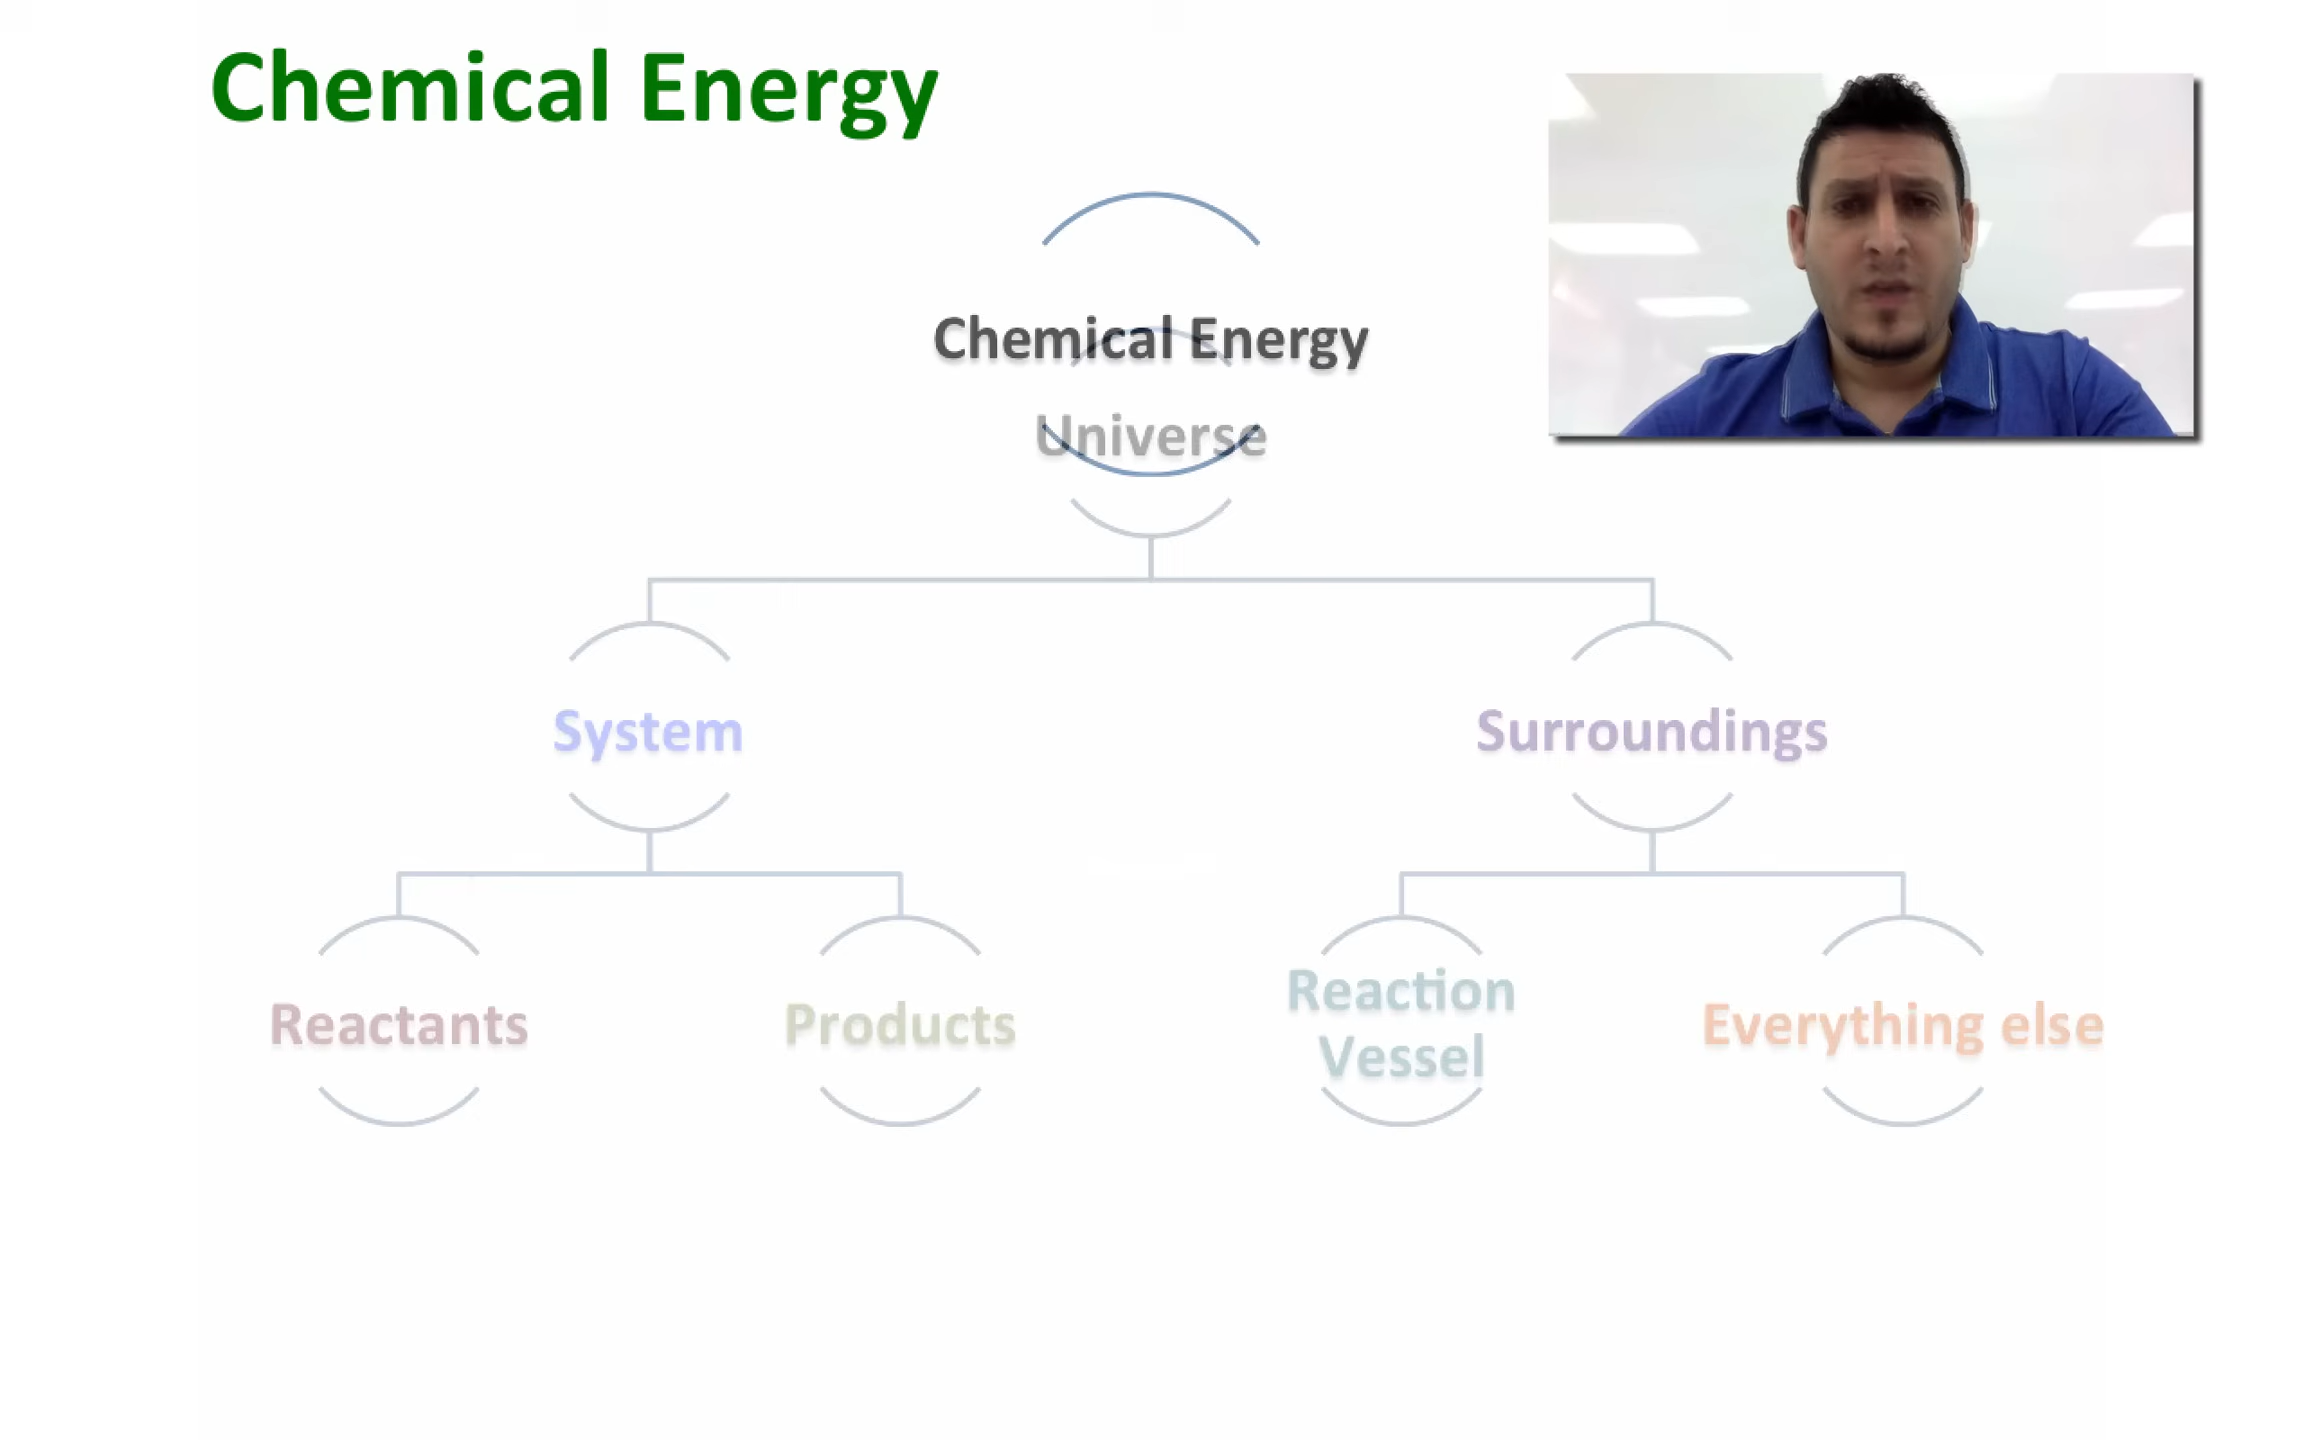 Chemical Energy
Chemical Energy
Universe
System
Surroundings
Reactants
Products
Reaction
Vessel
Everything else